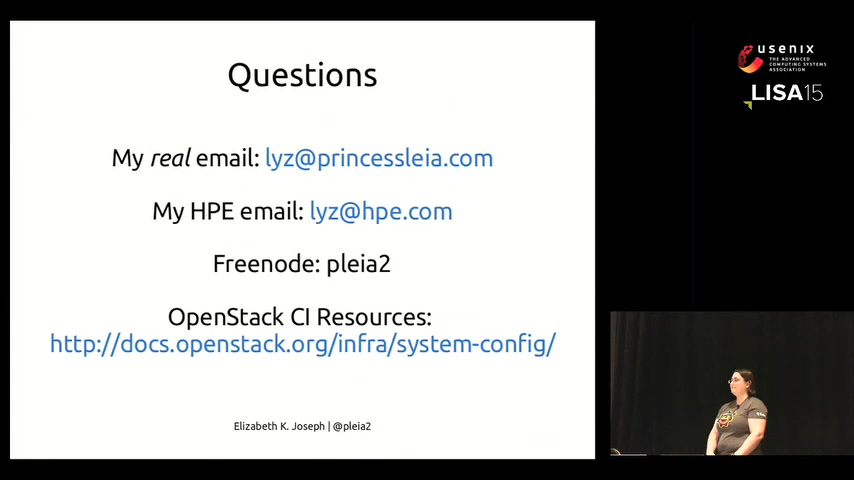 Questions
My real email: lyz@princessleia.com
My HPE email: lyz@hpe.com
Freenode: pleia2
OpenStack CI Resources:
http://docs.openstack.org/infra/system-config/
Elizabeth K. Joseph | @pleia2
usenix
THE ADVANCED
COMPUTING SYSTEMS
ASSOCIATION
LISA15